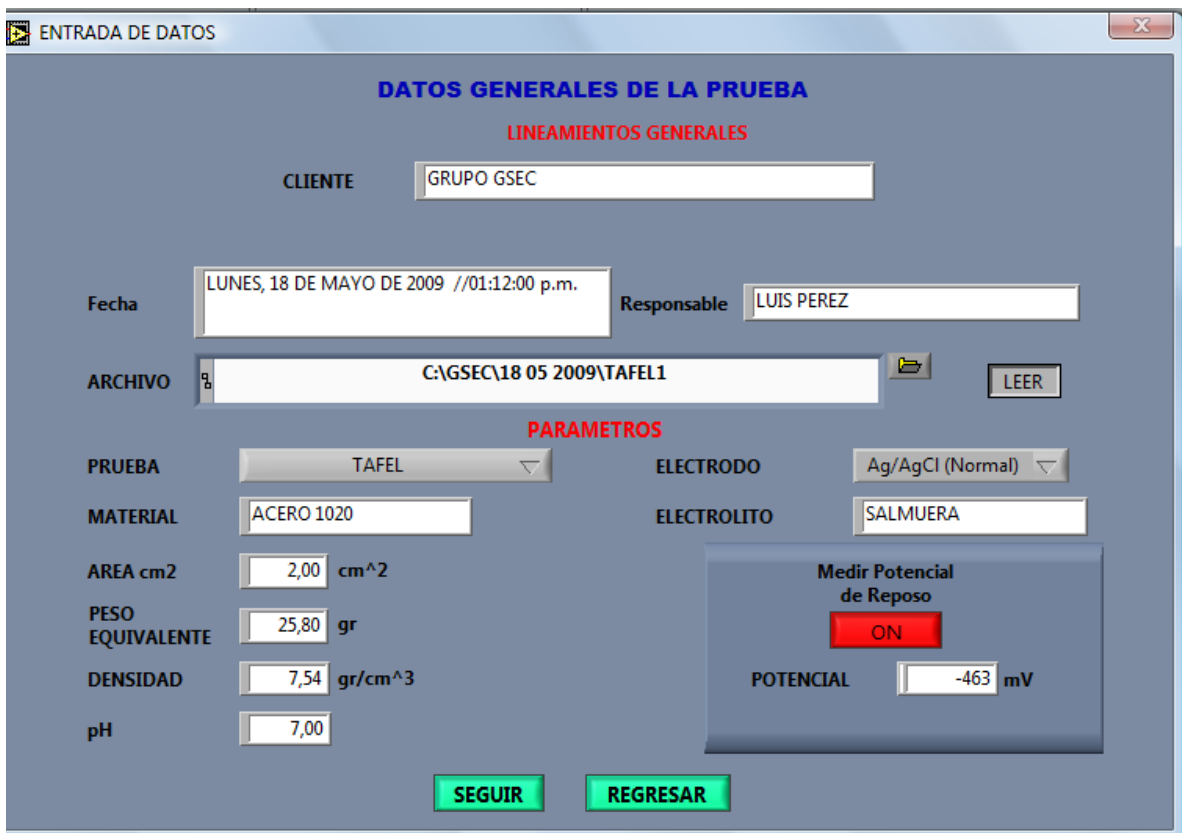 ENTRADA DE DATOS
DATOS GENERALES DE LA PRUEBA
LINEAMIENTOS GENERALES
CLIENTE GRUPO GSEC
Fecha LUNES, 18 DE MAYO DE 2009 //01:12:00 p.m. Responsable LUIS PEREZ
ARCHIVO C:\GSEC\18 05 2009\TAFEL1 LEER
PARAMETROS
PRUEBA TAFEL ELECTRODO Ag/AgCl (Normal)
MATERIAL ACERO 1020 ELECTROLITO SALMUERA
AREA cm2 2,00 cm^2
PESO
EQUIVALENTE 25,80 gr
DENSIDAD 7,54 gr/cm^3
pH 7,00
Medir Potencial
de Reposo
ON
POTENCIAL -463 mV
SEGUIR REGRESAR